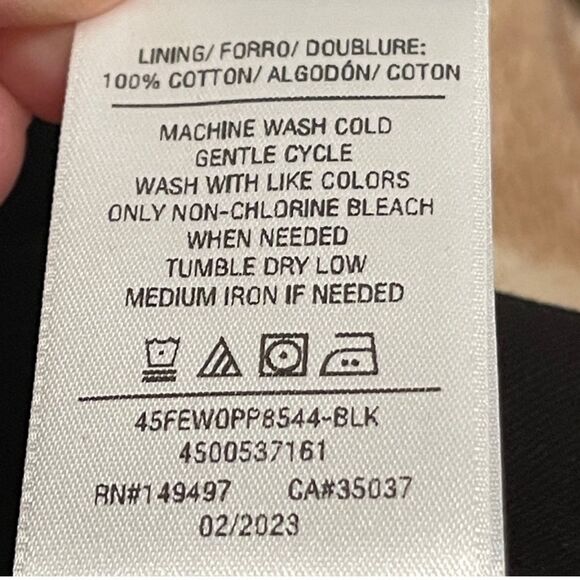 LINING/ FORRO/ DOUBLURE:
100% COTTON/ ALGODÓN/ COTON
MACHINE WASH COLD
GENTLE CYCLE
WASH WITH LIKE COLORS
ONLY NON-CHLORINE BLEACH
WHEN NEEDED
TUMBLE DRY LOW
MEDIUM IRON IF NEEDED
45FEWOPP8544-BLK
4500537161
RN#149497 CA#35037
02/2023